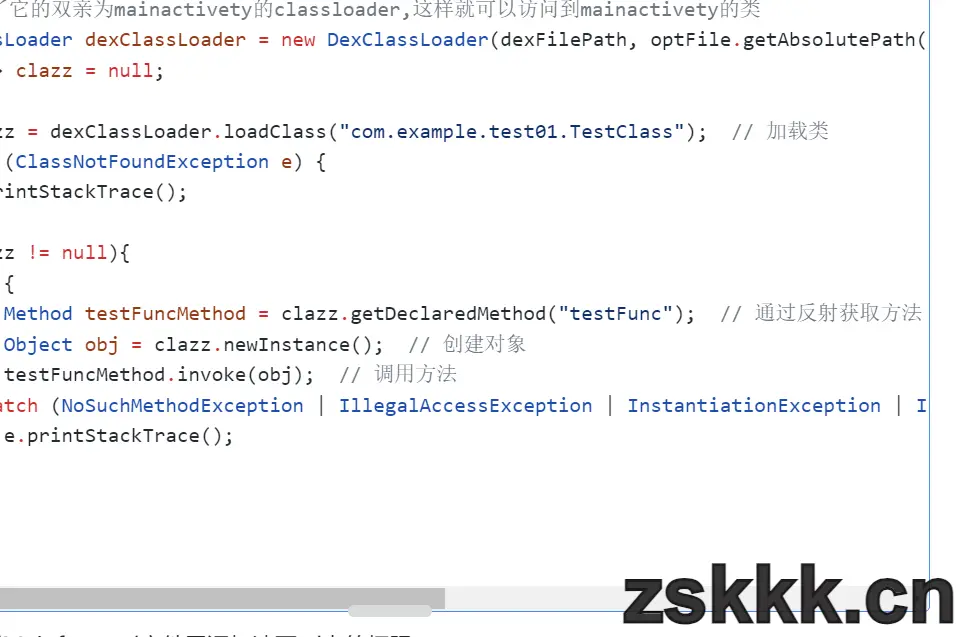 它的双亲为mainactivety的classloader,这样就可以访问到mainactivety的类
sLoader dexClassLoader = new DexClassLoader(dexFilePath, optFile.getAbsolutePath(
clazz = null;
zz = dexClassLoader.loadClass("com.example.test01.TestClass"); // 加载类
(ClassNotFoundException e) {
rintStackTrace();
zz != null){
{
Method testFuncMethod = clazz.getDeclaredMethod("testFunc"); // 通过反射获取方法
Object obj = clazz.newInstance(); // 创建对象
testFuncMethod.invoke(obj); // 调用方法
atch (NoSuchMethodException | IllegalAccessException | InstantiationException | I
e.printStackTrace();
zskkk.cn